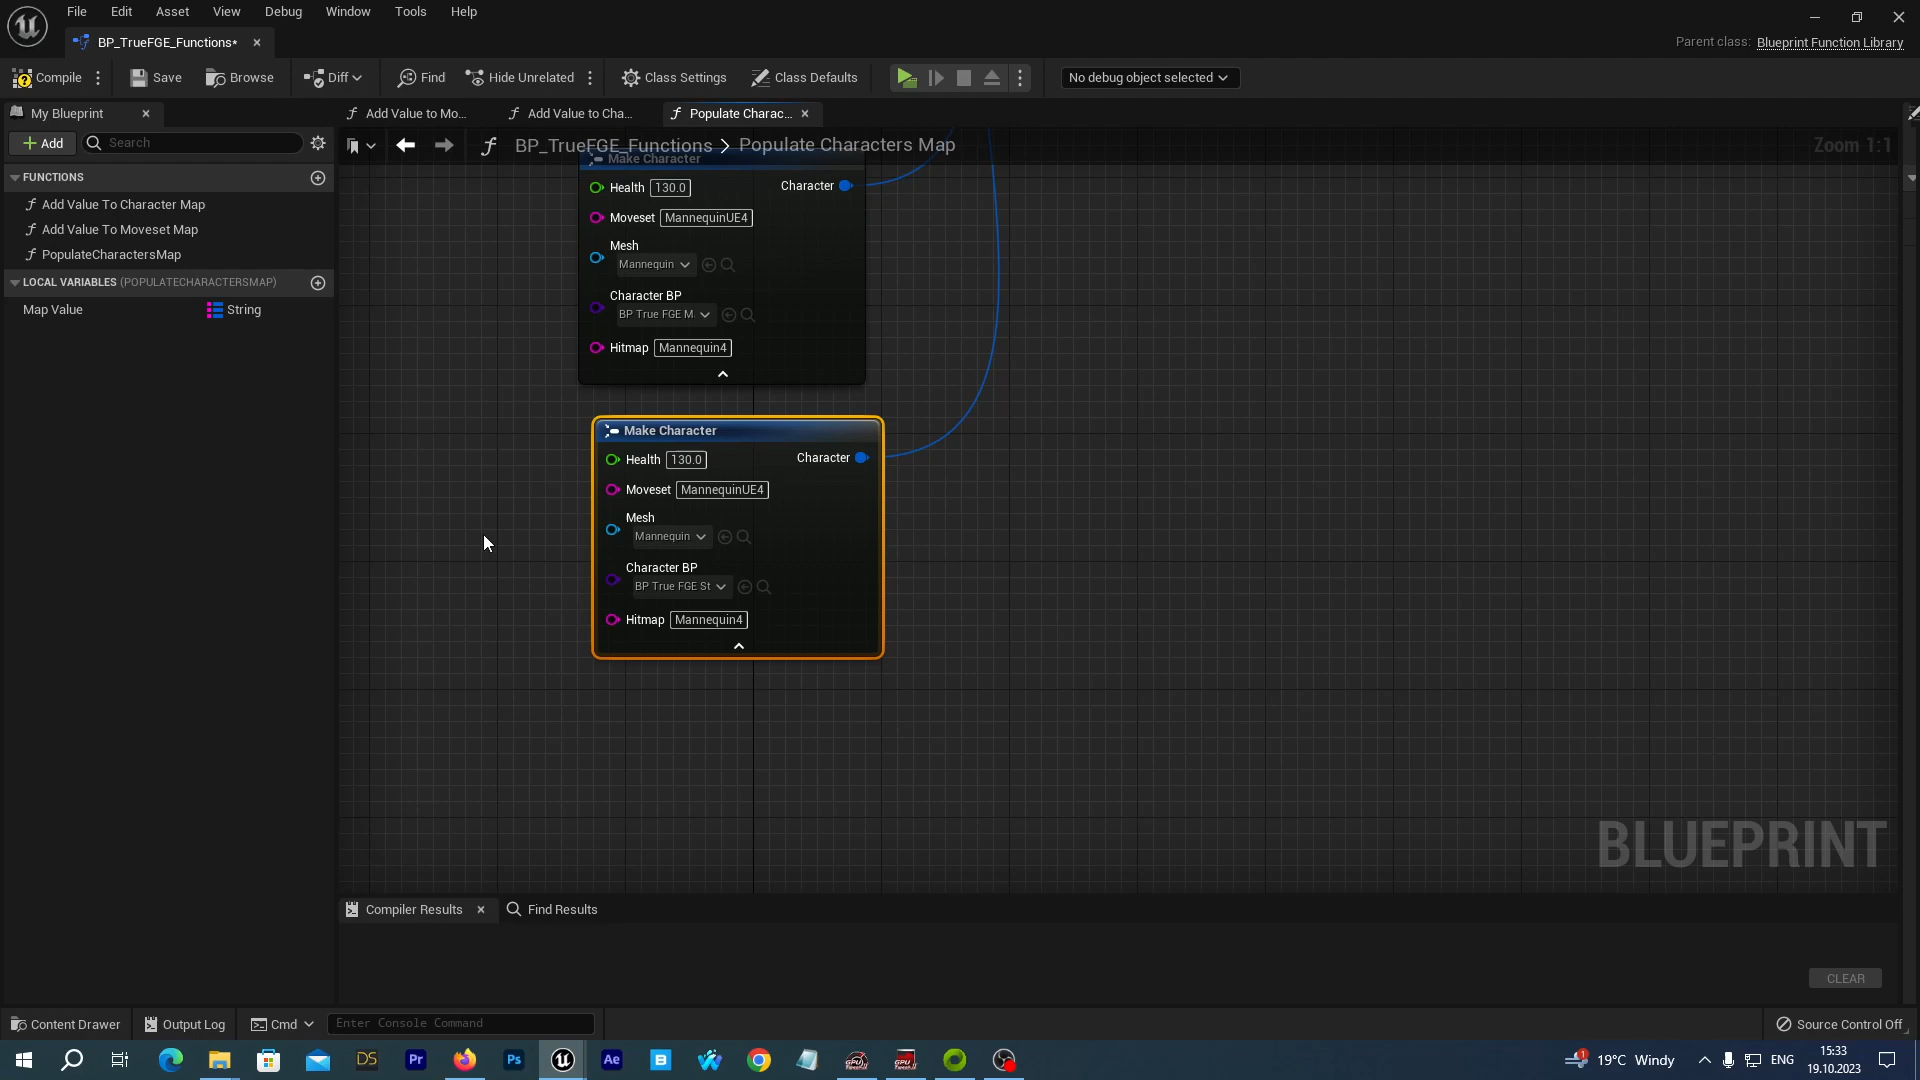 File Edit Asset View Debug Window Tools Help
BP_TrueFGE_Functions*
Parent class: Blueprint Function Library
Compile Save Browse Diff Find Hide Unrelated Class Settings Class Defaults No debug object selected
My Blueprint
Add Value to Mo... Add Value to Cha... Populate Charac...
Add Search
BP_TrueFGE_Functions > Populate Characters Map Zoom 1:1
FUNCTIONS
Add Value To Character Map
Add Value To Moveset Map
PopulateCharactersMap
LOCAL VARIABLES (POPULATECHARACTERSMAP)
Map Value String
Make Character
Health 130.0 Character
Moveset MannequinUE4
Mesh
Mannequin
Character BP
BP True FGE M
Hitmap Mannequin4
Make Character
Health 130.0 Character
Moveset MannequinUE4
Mesh
Mannequin
Character BP
BP True FGE St
Hitmap Mannequin4
BLUEPRINT
Compiler Results Find Results
CLEAR
Content Drawer Output Log Cmd Enter Console Command Source Control Off
DS Pr Ps Ae 1 19°C Windy ENG 15:33
19.10.2023